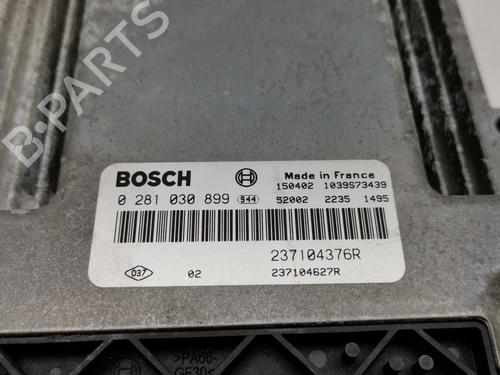 B-PARTS
BOSCH Made in France
150402 1039S73439
0 281 030 899 944 52002 2235 1495
237104376R
037 02 237104627R
>PA66-
GF30<